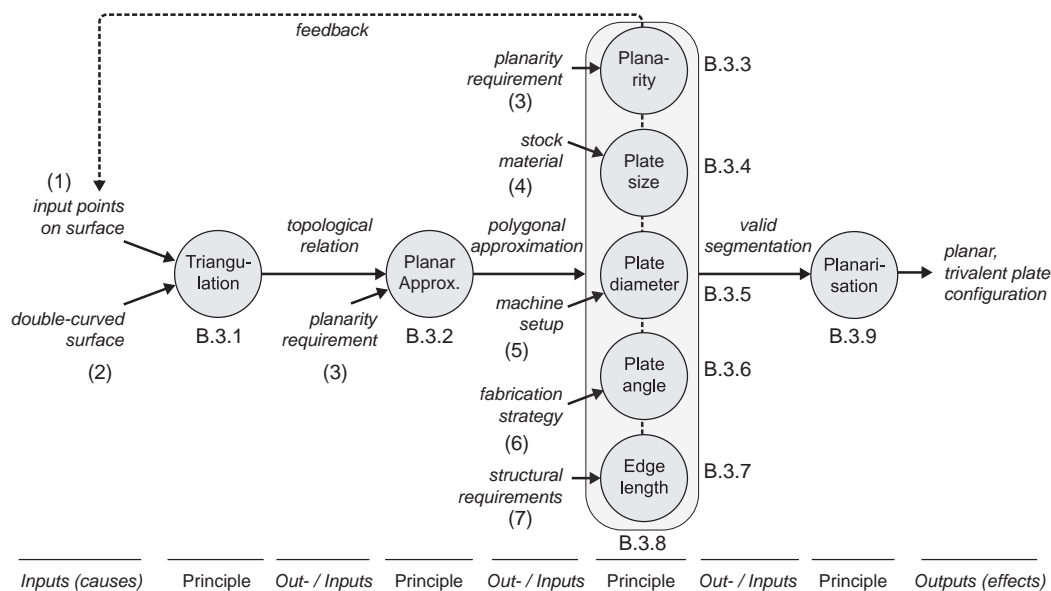 feedback
planarity
requirement
(3)
Plana-
rity
B.3.3
stock
material
(4)
Plate
size
B.3.4
(1)
input points
on surface
double-curved
surface
(2)
Triangu-
lation
B.3.1
topological
relation
planarity
requirement
(3)
Planar
Approx.
B.3.2
polygonal
approximation
machine
setup
(5)
Plate
diameter
B.3.5
valid
segmentation
Planari-
sation
B.3.9
planar,
trivalent plate
configuration
fabrication
strategy
(6)
Plate
angle
B.3.6
structural
requirements
(7)
Edge
length
B.3.7
B.3.8
Inputs (causes)
Principle
Out- / Inputs
Principle
Out- / Inputs
Principle
Out- / Inputs
Principle
Outputs (effects)